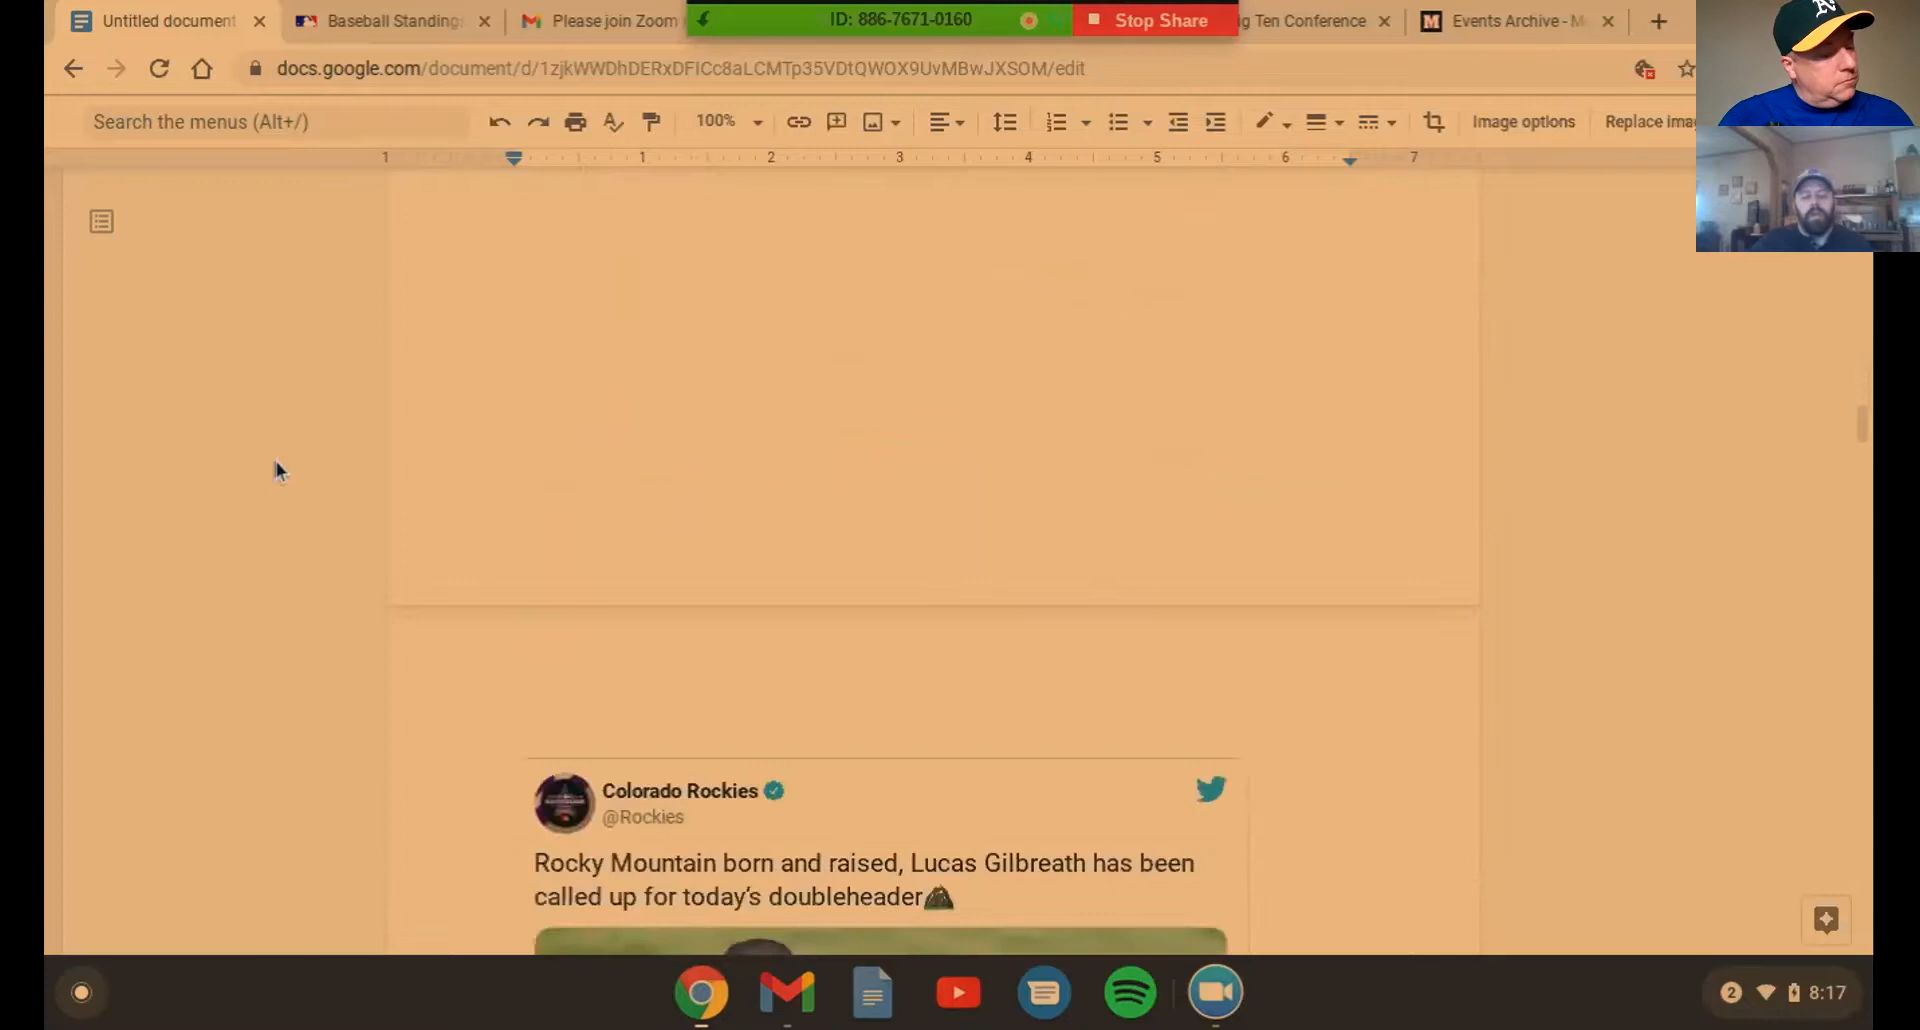 Untitled document
Baseball Standing
Please join Zoom
ID: 886-7671-0160
Stop Share
g Ten Conference
Events Archive - M
docs.google.com/document/d/1zjkWWDhDERxDFICc8aLCMTp35VDtQWOX9UvMBwJXSOM/edit
Search the menus (Alt+/)
100%
Image options
Replace ima
1 1 2 3 4 5 6 7
Colorado Rockies
@Rockies
Rocky Mountain born and raised, Lucas Gilbreath has been
called up for today's doubleheader
2
8:17